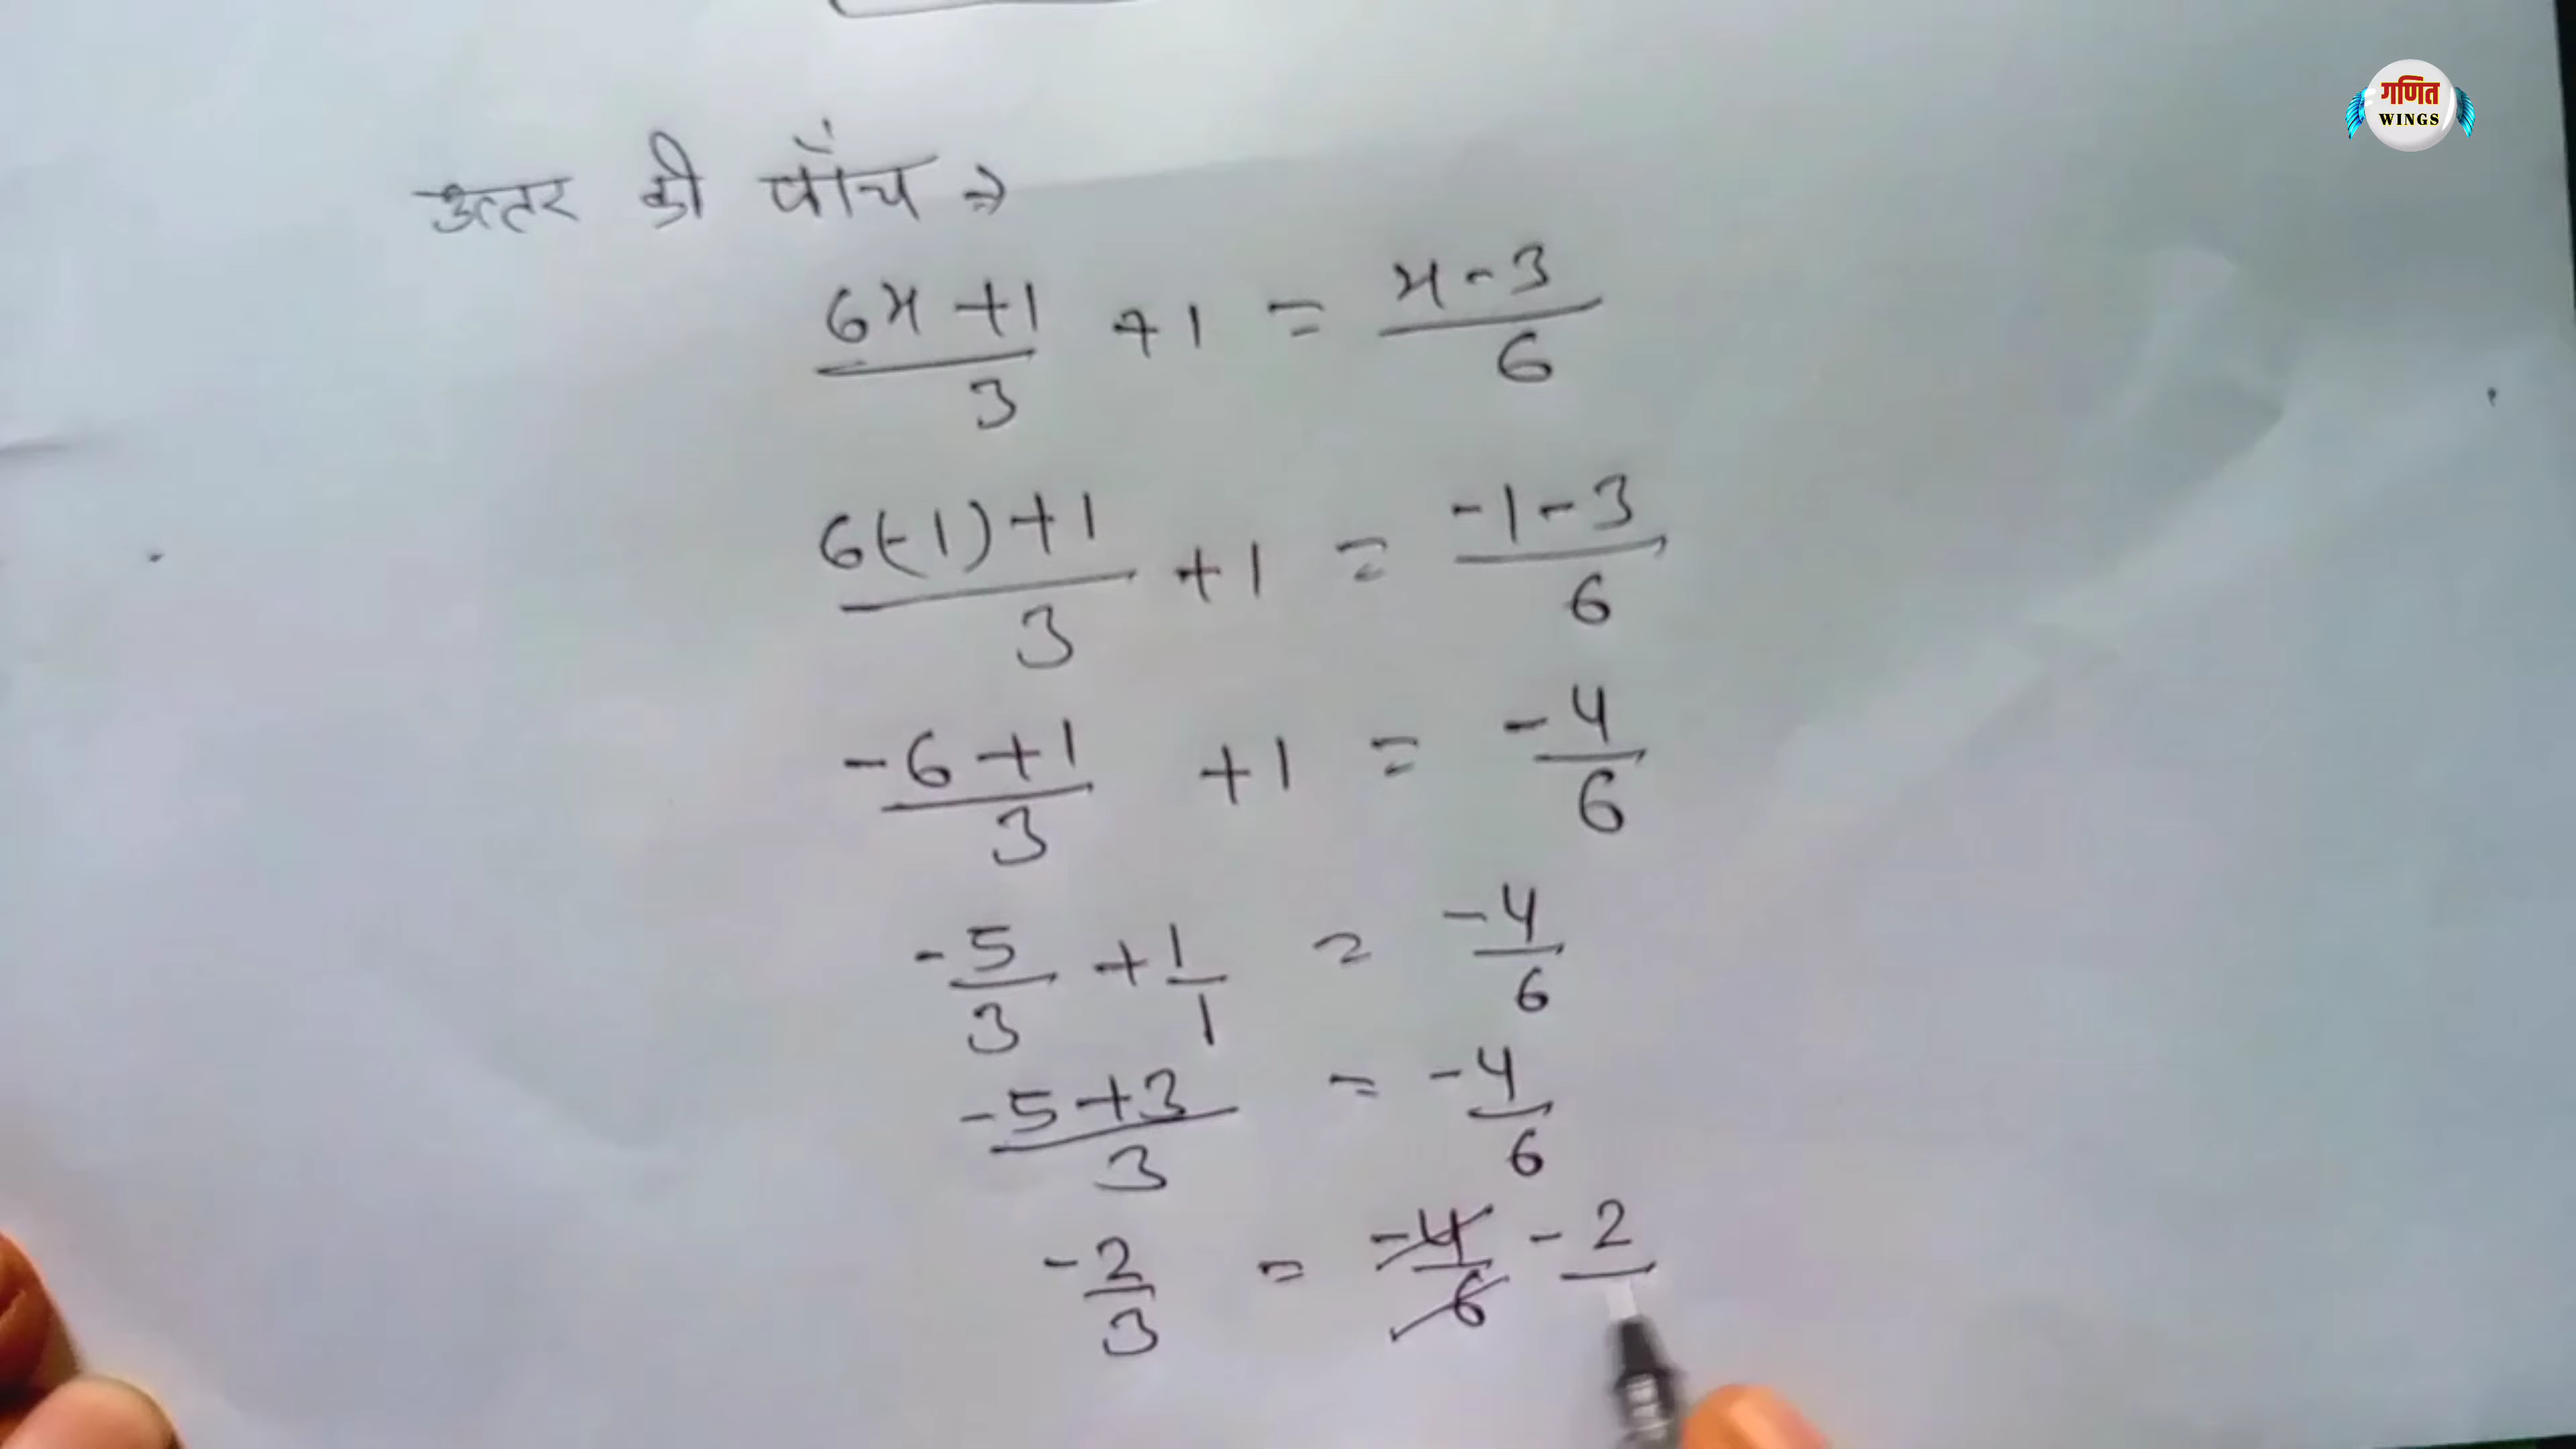 गणित
WINGS
उत्तर की पाँच ⇒
6x + 1 / 3 + 1 = x - 3 / 6
6(-1) + 1 / 3 + 1 = -1 - 3 / 6
-6 + 1 / 3 + 1 = -4 / 6
-5 / 3 + 1 / 1 = -4 / 6
-5 + 3 / 3 = -4 / 6
-2 / 3 = -4 / 6 -2 /